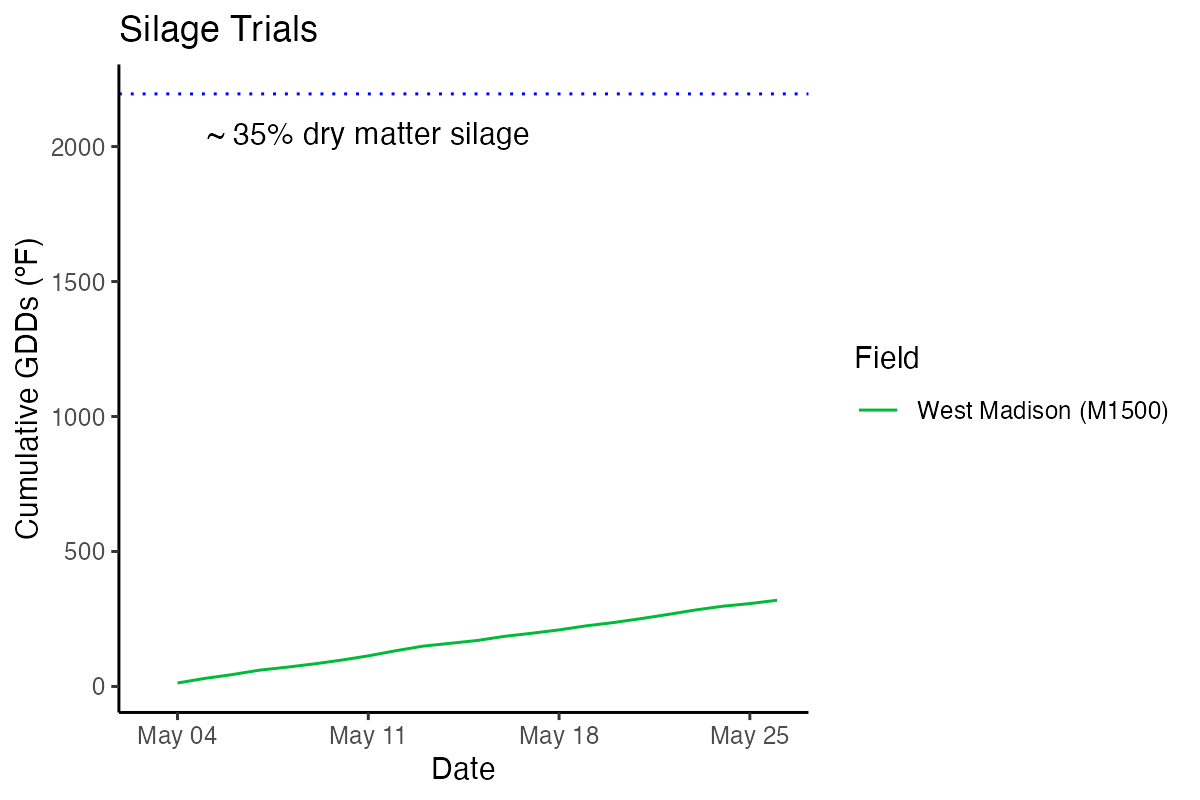 Silage Trials
~ 35% dry matter silage
Cumulative GDDs (°F)
2000
1500
1000
500
0
May 04
May 11
May 18
May 25
Date
Field
West Madison (M1500)